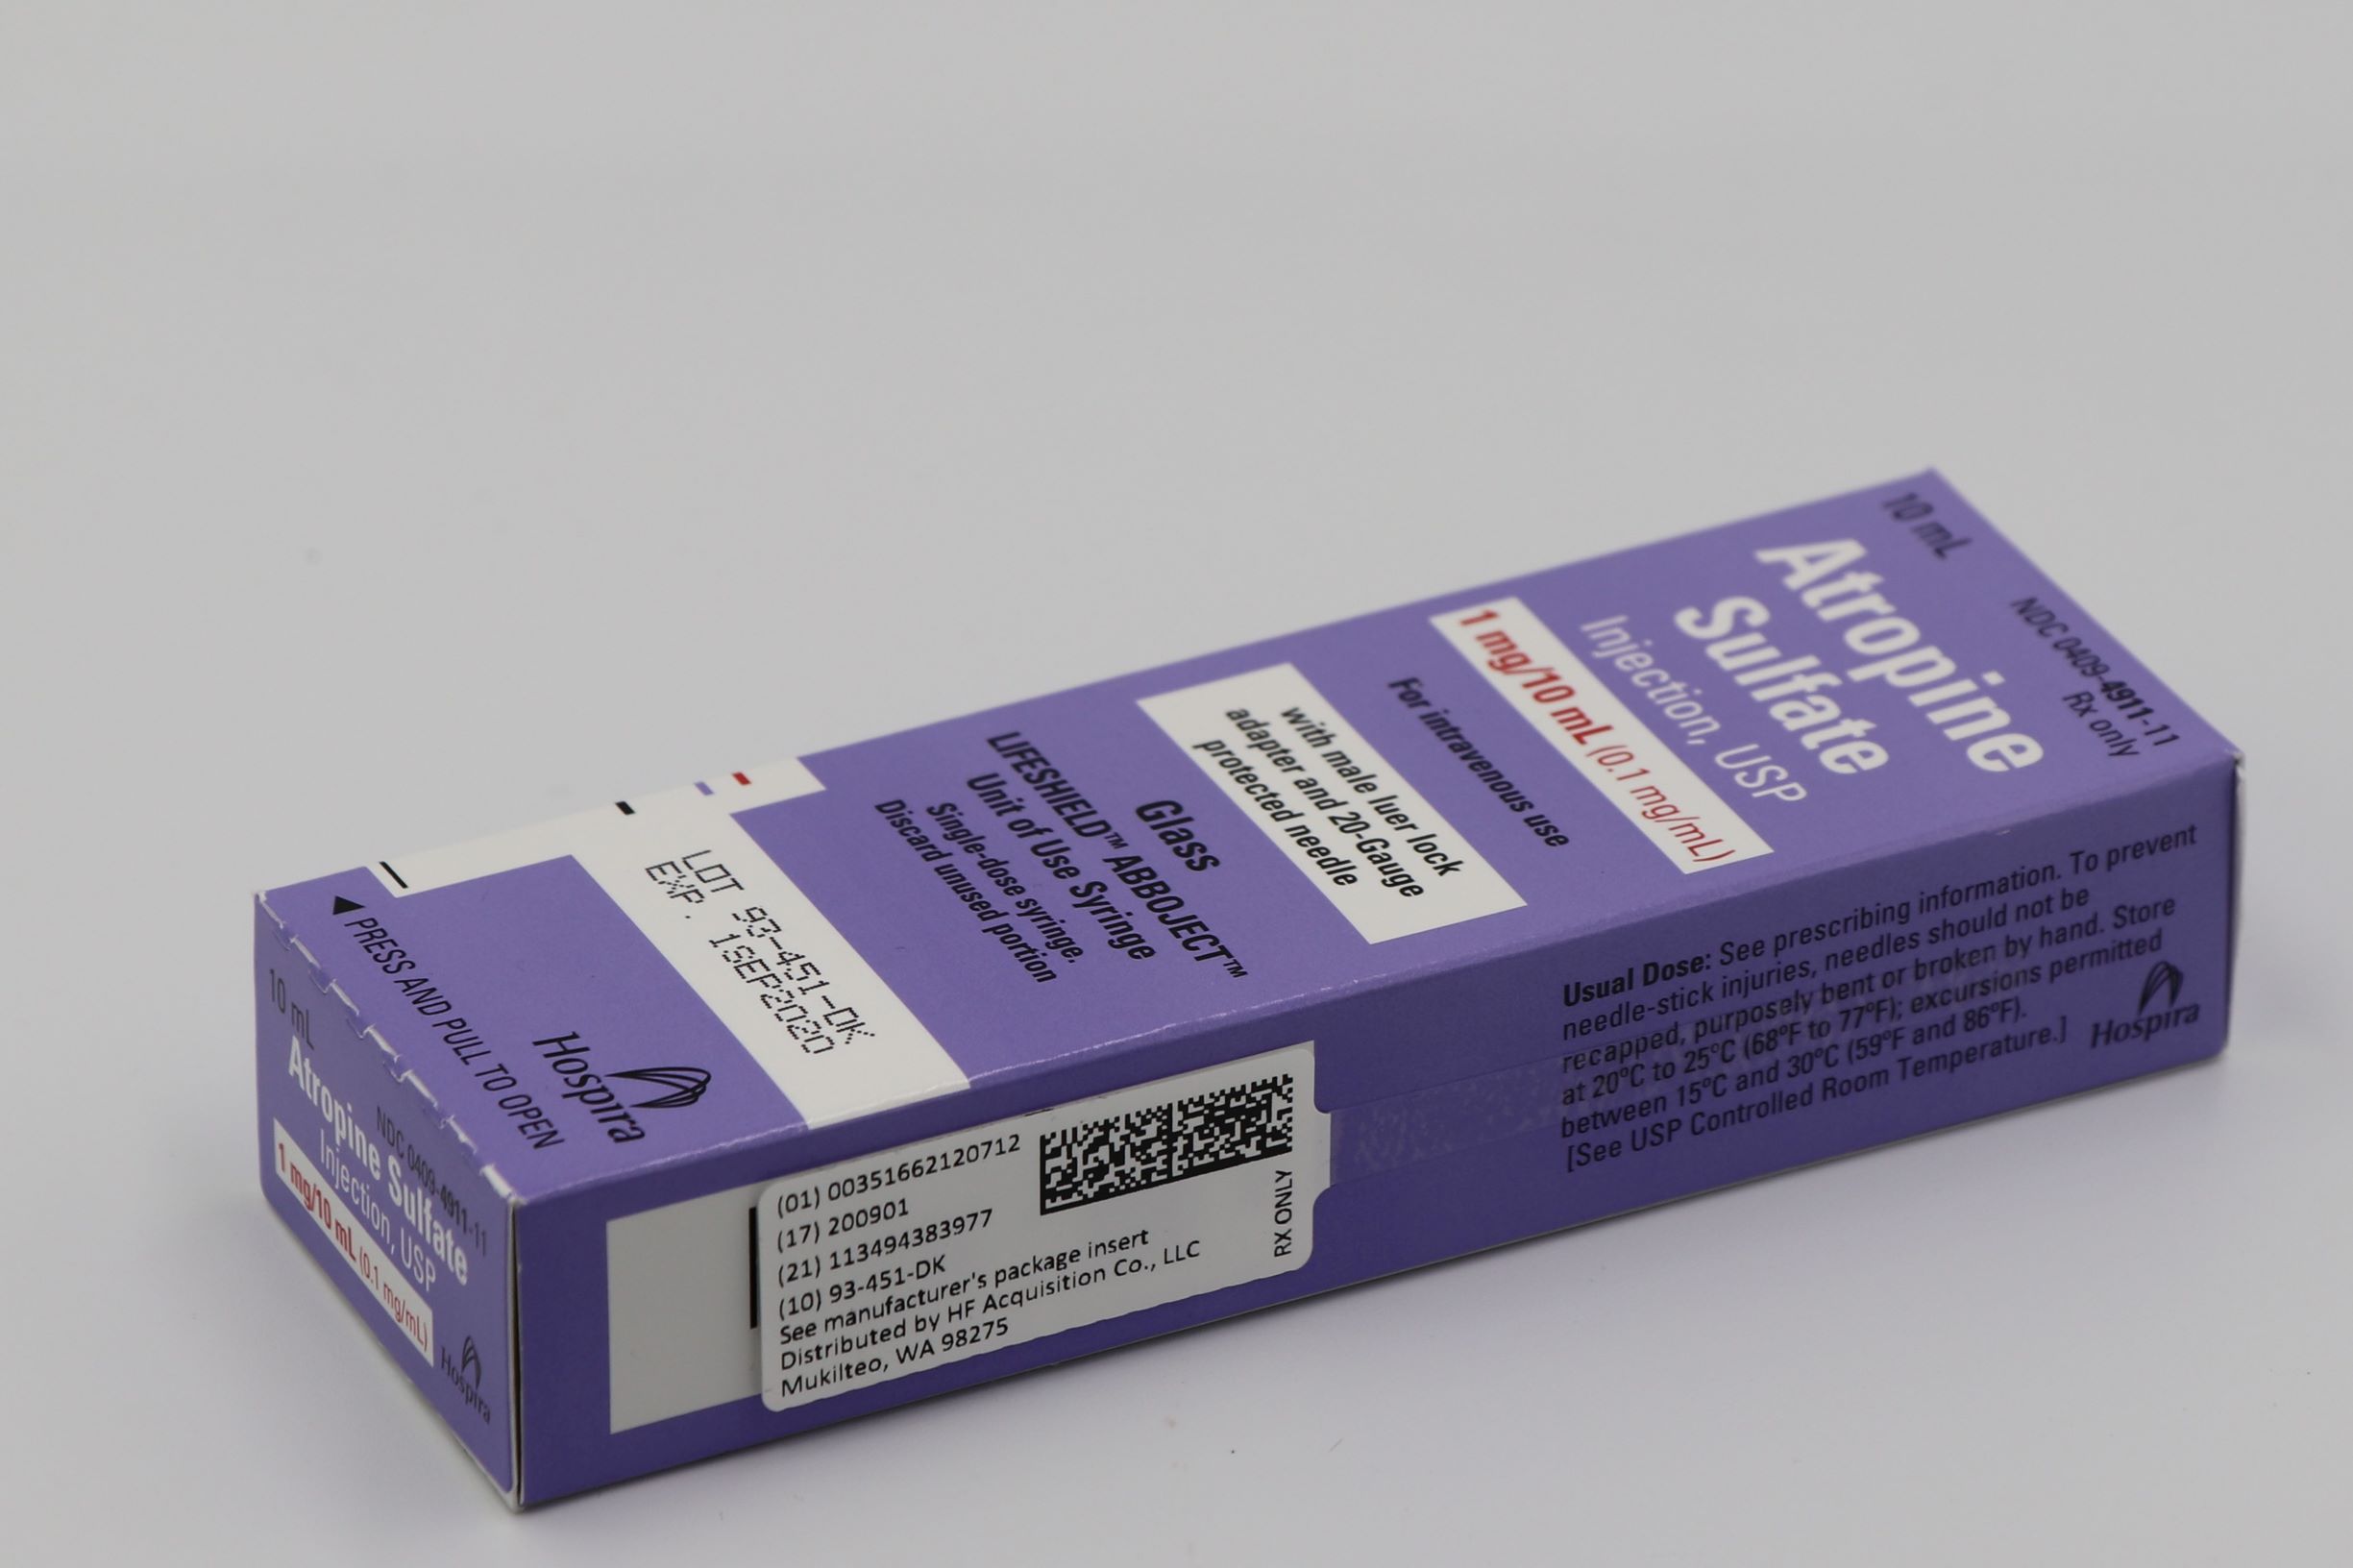 10 mL
NDC 0409-4911-11
Rx only
Atropine
Sulfate
Injection, USP
1 mg/10 mL (0.1 mg/mL)
For intravenous use
with male luer lock
adapter and 20-Gauge
protected needle
Glass
LIFESHIELD™ ABBOJECT™
Unit of Use Syringe
Single-dose syringe.
Discard unused portion
LOT 93-451-DK
EXP. 1SEP2020
Hospira
PRESS AND PULL TO OPEN
10 mL
NDC 0409-4911-11
Atropine Sulfate
Injection, USP
1 mg/10 mL (0.1 mg/mL)
Hospira
(01) 00351662120712
(17) 200901
(21) 113494383977
(10) 93-451-DK
See manufacturer's package insert
Distributed by HF Acquisition Co., LLC
Mukilteo, WA 98275
RX ONLY
Usual Dose: See prescribing information. To prevent
needle-stick injuries, needles should not be
recapped, purposely bent or broken by hand. Store
at 20°C to 25°C (68°F to 77°F); excursions permitted
between 15°C and 30°C (59°F and 86°F).
[See USP Controlled Room Temperature.]
Hospira